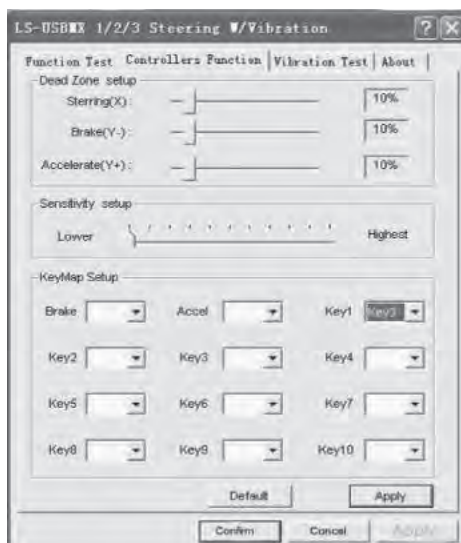 LS-USBMX 1/2/3 Steering W/Vibration
Function Test Controllers Function Vibration Test About
Dead Zone setup
Sterring(X): 10%
Brake(Y-): 10%
Accelerate(Y+): 10%
Sensitivity setup
Lower Highest
KeyMap Setup
Brake Accel Key1 Key3
Key2 Key3 Key4
Key5 Key6 Key7
Key8 Key9 Key10
Default Apply
Confirm Cancel Apply